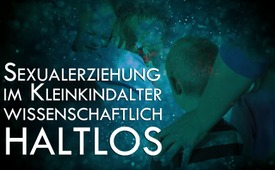 SEXUALERZIEHUNG
IM KLEINKINDALTER
WISSENSCHAFTLICH
HALTLOS